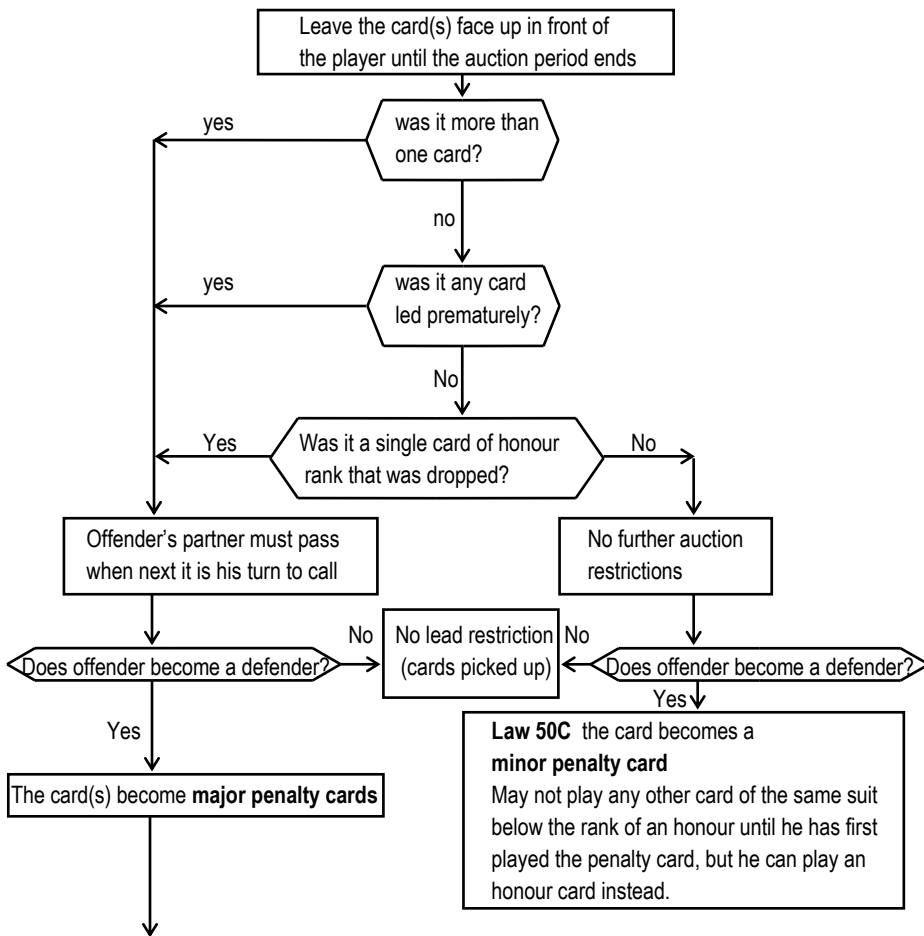 Leave the card(s) face up in front of
the player until the auction period ends
yes
was it more than
one card?
no
yes
was it any card
led prematurely?
No
Yes
Was it a single card of honour
rank that was dropped?
No
Offender's partner must pass
when next it is his turn to call
No further auction
restrictions
No
No lead restriction
(cards picked up)
No
Does offender become a defender?
Does offender become a defender?
Yes
Yes
Law 50C the card becomes a
minor penalty card
May not play any other card of the same suit
below the rank of an honour until he has first
played the penalty card, but he can play an
honour card instead.
The card(s) become major penalty cards